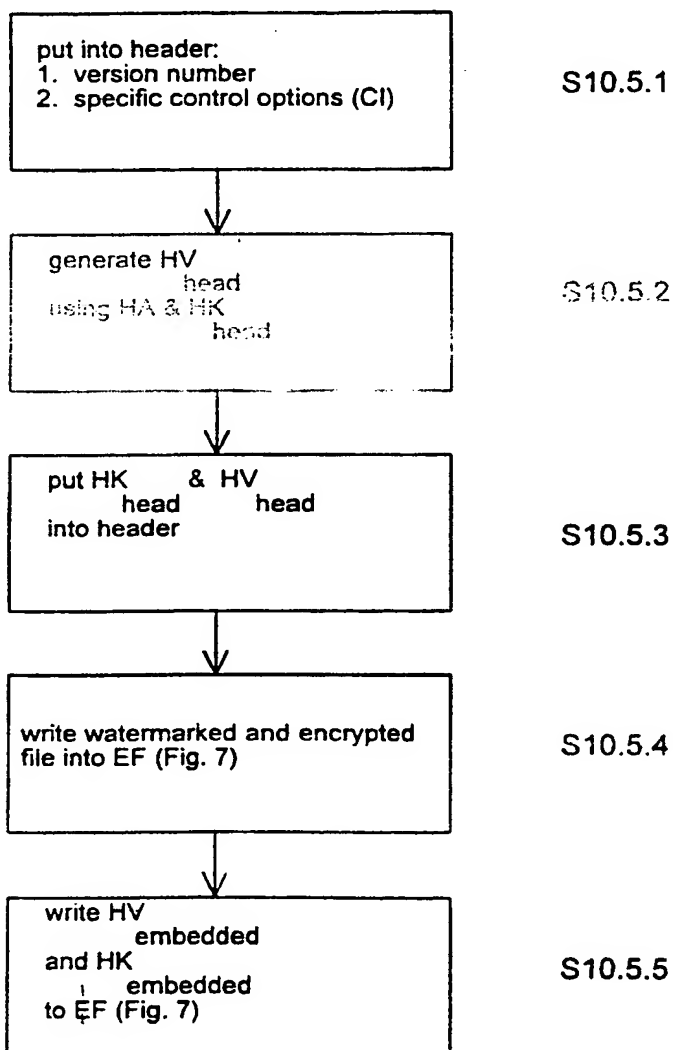 put into header:
1. version number
2. specific control options (CI)
S10.5.1
generate HV
head
using HA & HK
head
S10.5.2
put HK & HV
head head
into header
S10.5.3
write watermarked and encrypted
file into EF (Fig. 7)
S10.5.4
write HV
embedded
and HK
embedded
to EF (Fig. 7)
S10.5.5